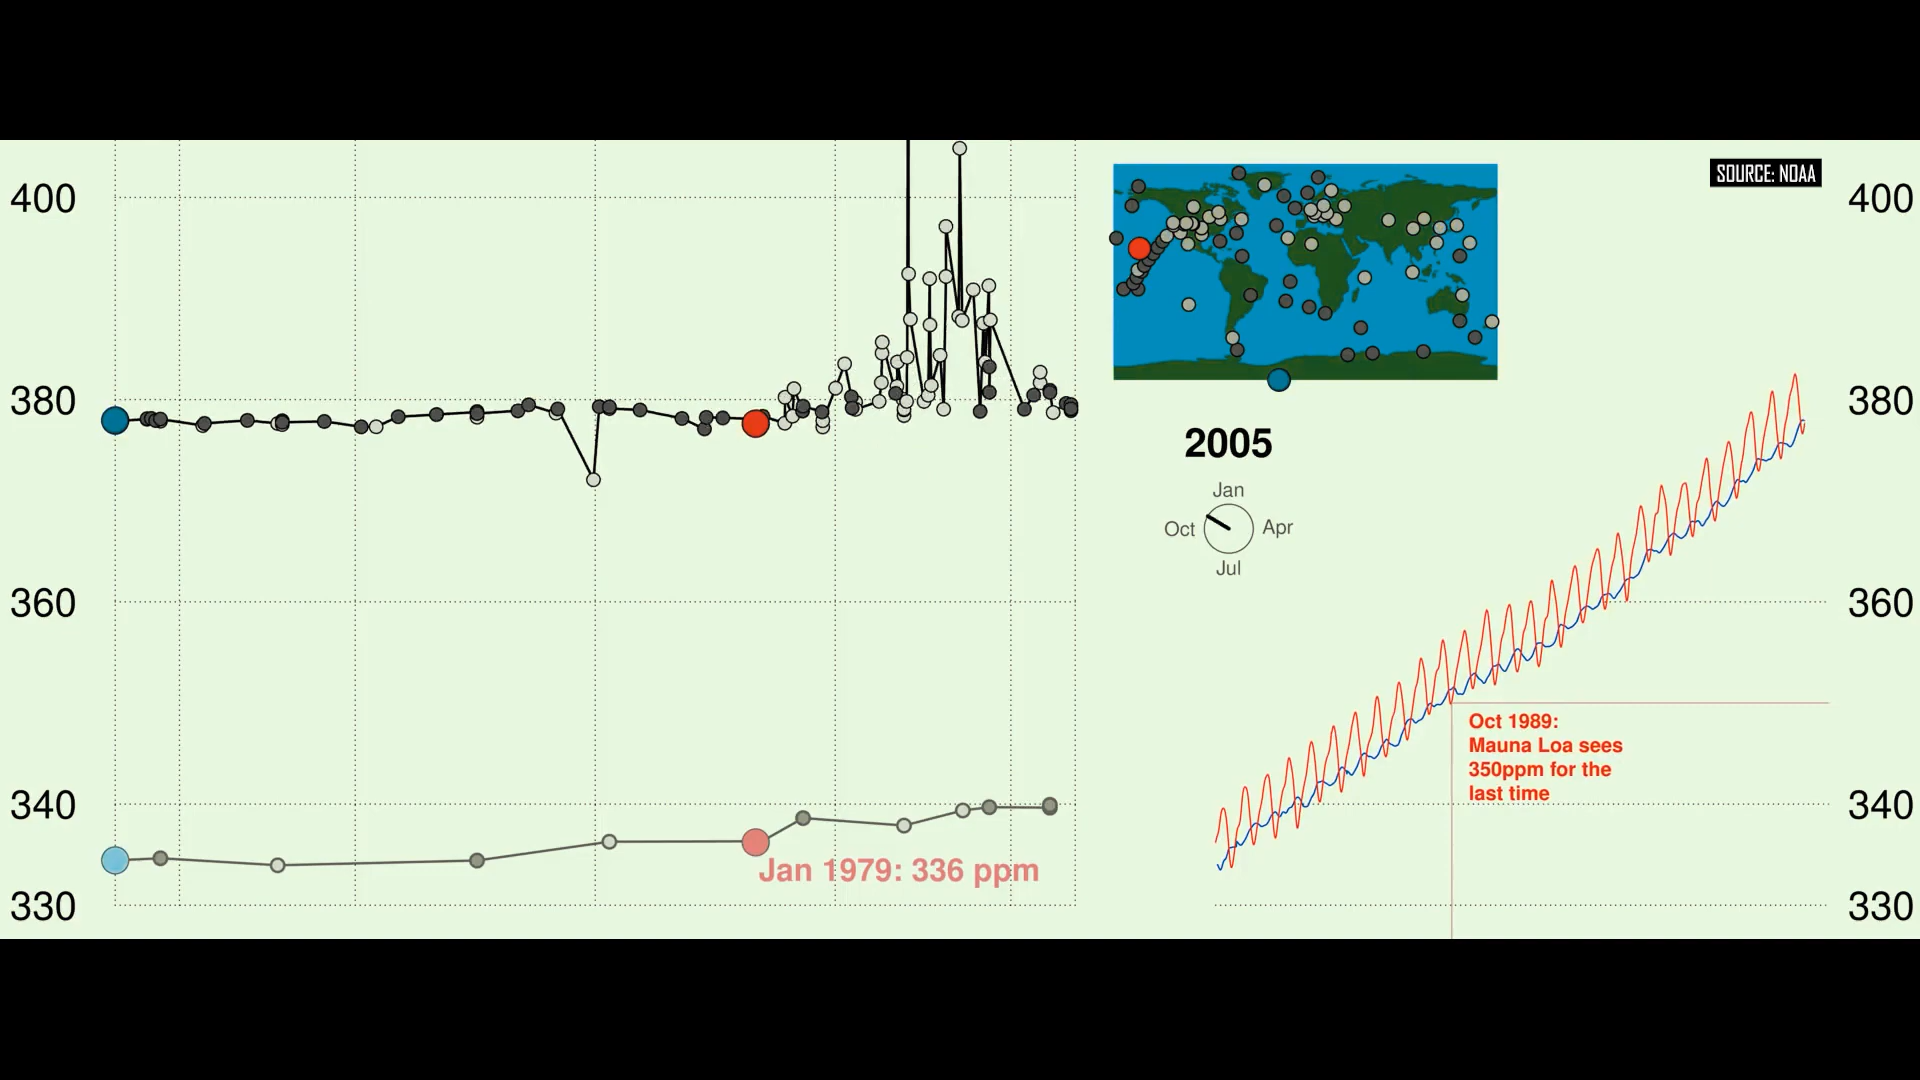 400
380
360
340
330
Jan 1979: 336 ppm
SOURCE: NOAA
2005
Jan
Oct
Apr
Jul
Oct 1989:
Mauna Loa sees
350ppm for the
last time
400
380
360
340
330